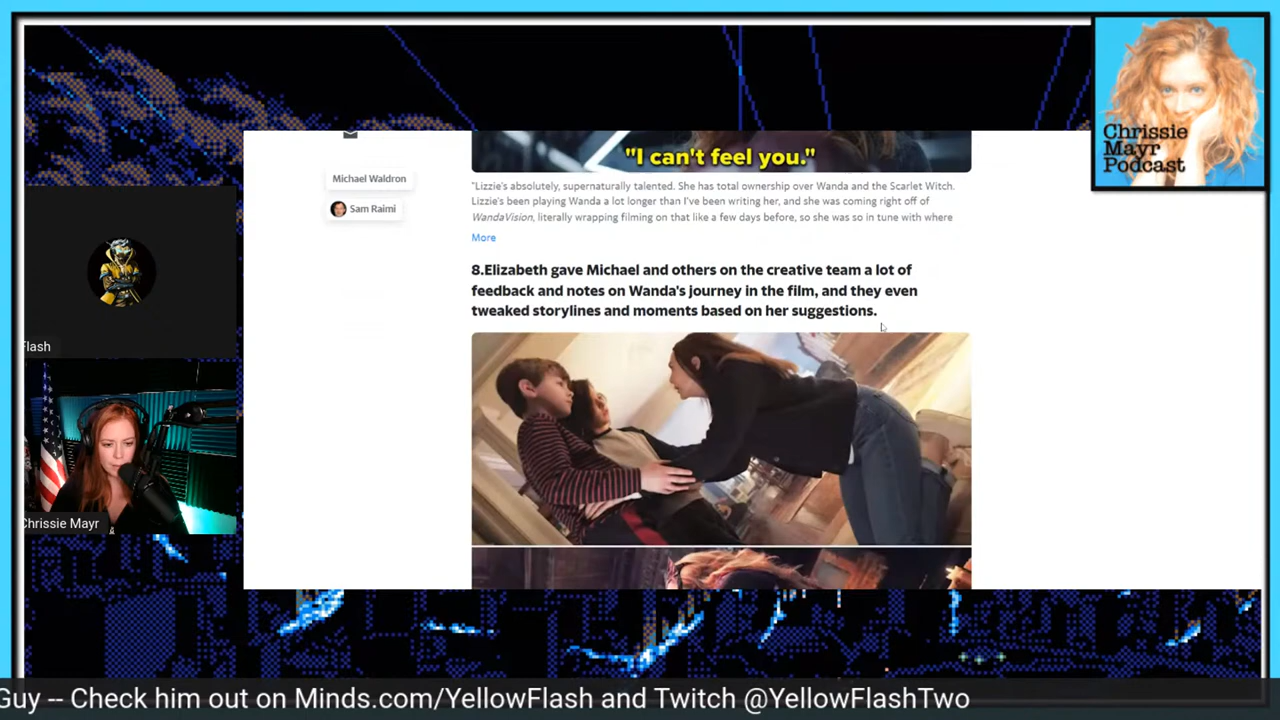 Chrissie
Mayr
Podcast
"I can't feel you."
Michael Waldron
Sam Raimi
"Lizzie's absolutely, supernaturally talented. She has total ownership over Wanda and the Scarlet Witch.
Lizzie's been playing Wanda a lot longer than I've been writing her, and she was coming right off of
WandaVision, literally wrapping filming on that like a few days before, so she was so in tune with where
More
8.Elizabeth gave Michael and others on the creative team a lot of
feedback and notes on Wanda's journey in the film, and they even
tweaked storylines and moments based on her suggestions.
Flash
Chrissie Mayr
Guy -- Check him out on Minds.com/YellowFlash and Twitch @YellowFlashTwo